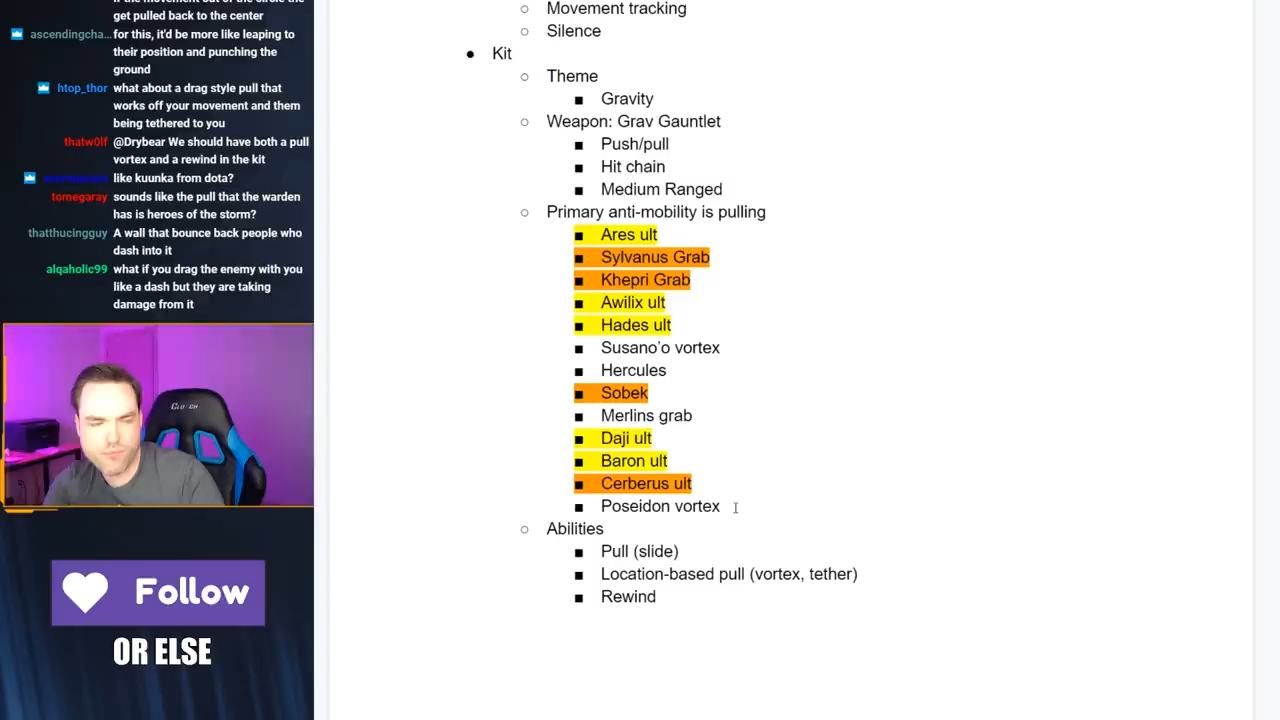 if the movement out of the circle the
get pulled back to the center
ascendingcha... for this, it'd be more like leaping to
their position and punching the
ground
htop_thor what about a drag style pull that
works off your movement and them
being tethered to you
thatw0lf @Drybear We should have both a pull
vortex and a rewind in the kit
like kuunka from dota?
tomegaray sounds like the pull that the warden
has is heroes of the storm?
thatthucingguy A wall that bounce back people who
dash into it
alqaholic99 what if you drag the enemy with you
like a dash but they are taking
damage from it
CLUTCH
Follow
OR ELSE
Movement tracking
Silence
Kit
Theme
Gravity
Weapon: Grav Gauntlet
Push/pull
Hit chain
Medium Ranged
Primary anti-mobility is pulling
Ares ult
Sylvanus Grab
Khepri Grab
Awilix ult
Hades ult
Susano’o vortex
Hercules
Sobek
Merlins grab
Daji ult
Baron ult
Cerberus ult
Poseidon vortex
Abilities
Pull (slide)
Location-based pull (vortex, tether)
Rewind